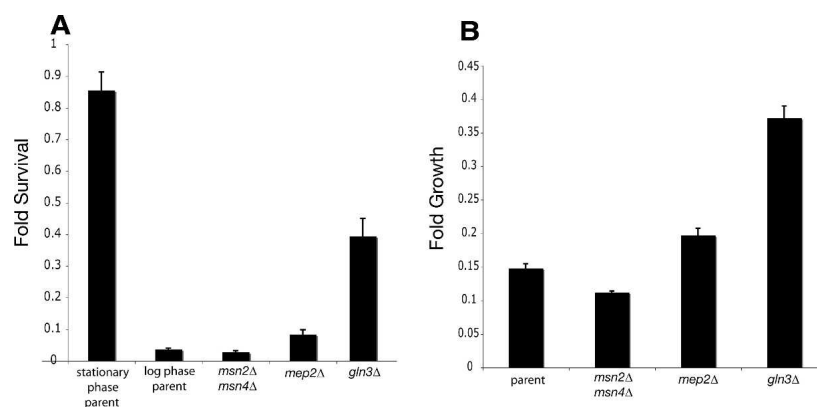 A
Fold Survival
1
0.9
0.8
0.7
0.6
0.5
0.4
0.3
0.2
0.1
0
stationary
phase
parent
log phase
parent
msn2Δ
msn4Δ
mep2Δ
gln3Δ
B
Fold Growth
0.45
0.4
0.35
0.3
0.25
0.2
0.15
0.1
0.05
0
parent
msn2Δ
msn4Δ
mep2Δ
gln3Δ